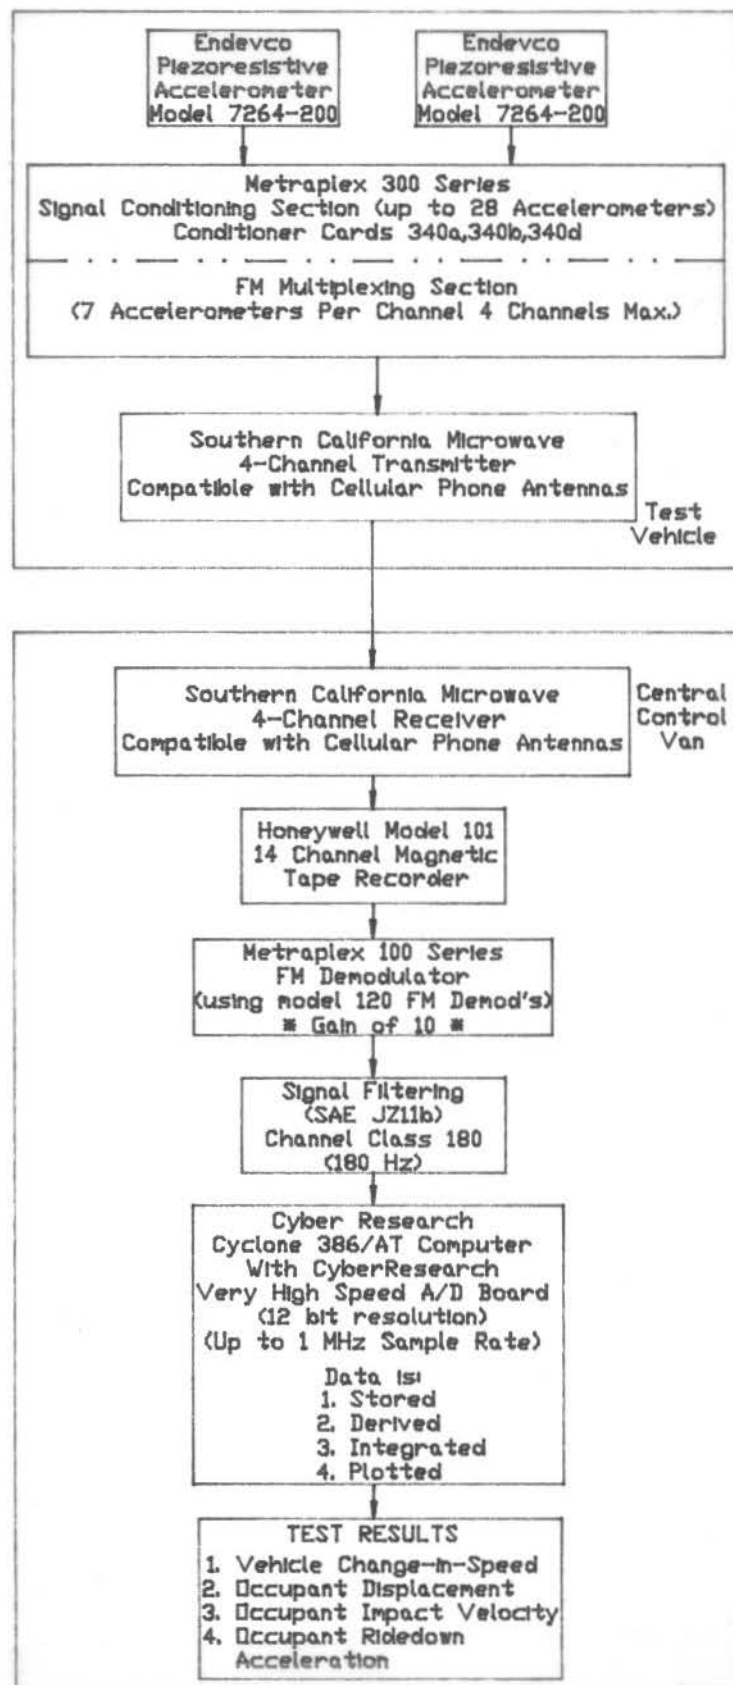 Endevco
Piezoresistive
Accelerometer
Model 7264-200
Endevco
Piezoresistive
Accelerometer
Model 7264-200
Metraplex 300 Series
Signal Conditioning Section (up to 28 Accelerometers)
Conditioner Cards 340a,340b,340d
FM Multiplexing Section
(7 Accelerometers Per Channel 4 Channels Max.)
Southern California Microwave
4-Channel Transmitter
Compatible with Cellular Phone Antennas
Test
Vehicle
Southern California Microwave
4-Channel Receiver
Compatible with Cellular Phone Antennas
Central
Control
Van
Honeywell Model 101
14 Channel Magnetic
Tape Recorder
Metraplex 100 Series
FM Demodulator
(using model 120 FM Demod's)
* Gain of 10 *
Signal Filtering
(SAE JZ11b)
Channel Class 180
(180 Hz)
Cyber Research
Cyclone 386/AT Computer
With CyberResearch
Very High Speed A/D Board
(12 bit resolution)
(Up to 1 MHz Sample Rate)
Data is:
1. Stored
2. Derived
3. Integrated
4. Plotted
TEST RESULTS
1. Vehicle Change-in-Speed
2. Occupant Displacement
3. Occupant Impact Velocity
4. Occupant Ridedown
Acceleration